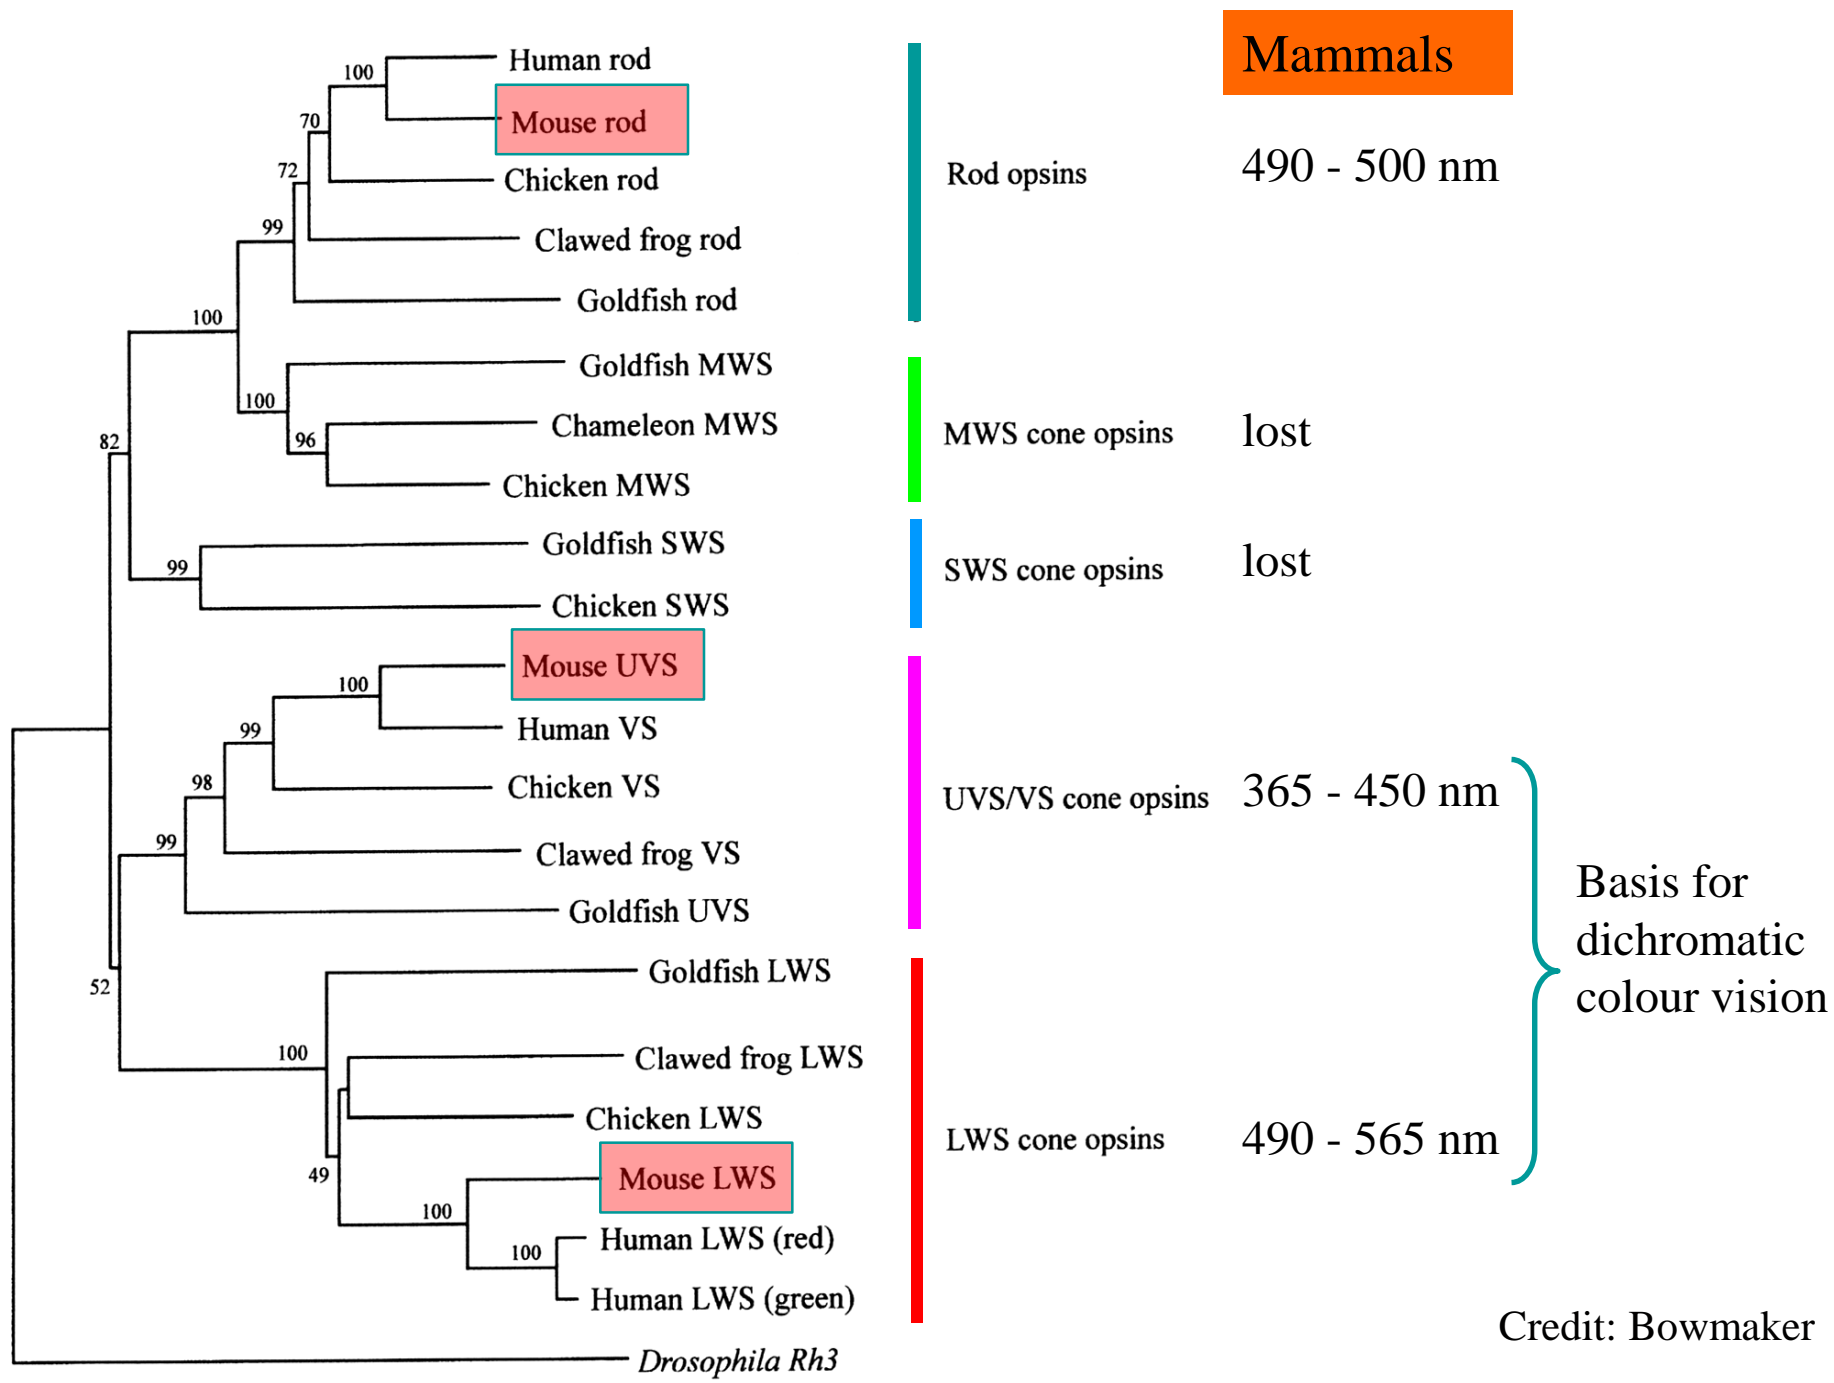 Mammals
100
Human rod
Mouse rod
70
Chicken rod
72
Clawed frog rod
99
Goldfish rod
100
Rod opsins
490 - 500 nm
Goldfish MWS
100
Chameleon MWS
96
Chicken MWS
82
MWS cone opsins
lost
Goldfish SWS
99
Chicken SWS
SWS cone opsins
lost
Mouse UVS
100
Human VS
99
Chicken VS
98
Clawed frog VS
99
Goldfish UVS
UVS/VS cone opsins
365 - 450 nm
52
Goldfish LWS
100
Clawed frog LWS
Chicken LWS
49
Mouse LWS
100
Human LWS (red)
100
Human LWS (green)
LWS cone opsins
490 - 565 nm
Basis for
dichromatic
colour vision
Drosophila Rh3
Credit: Bowmaker